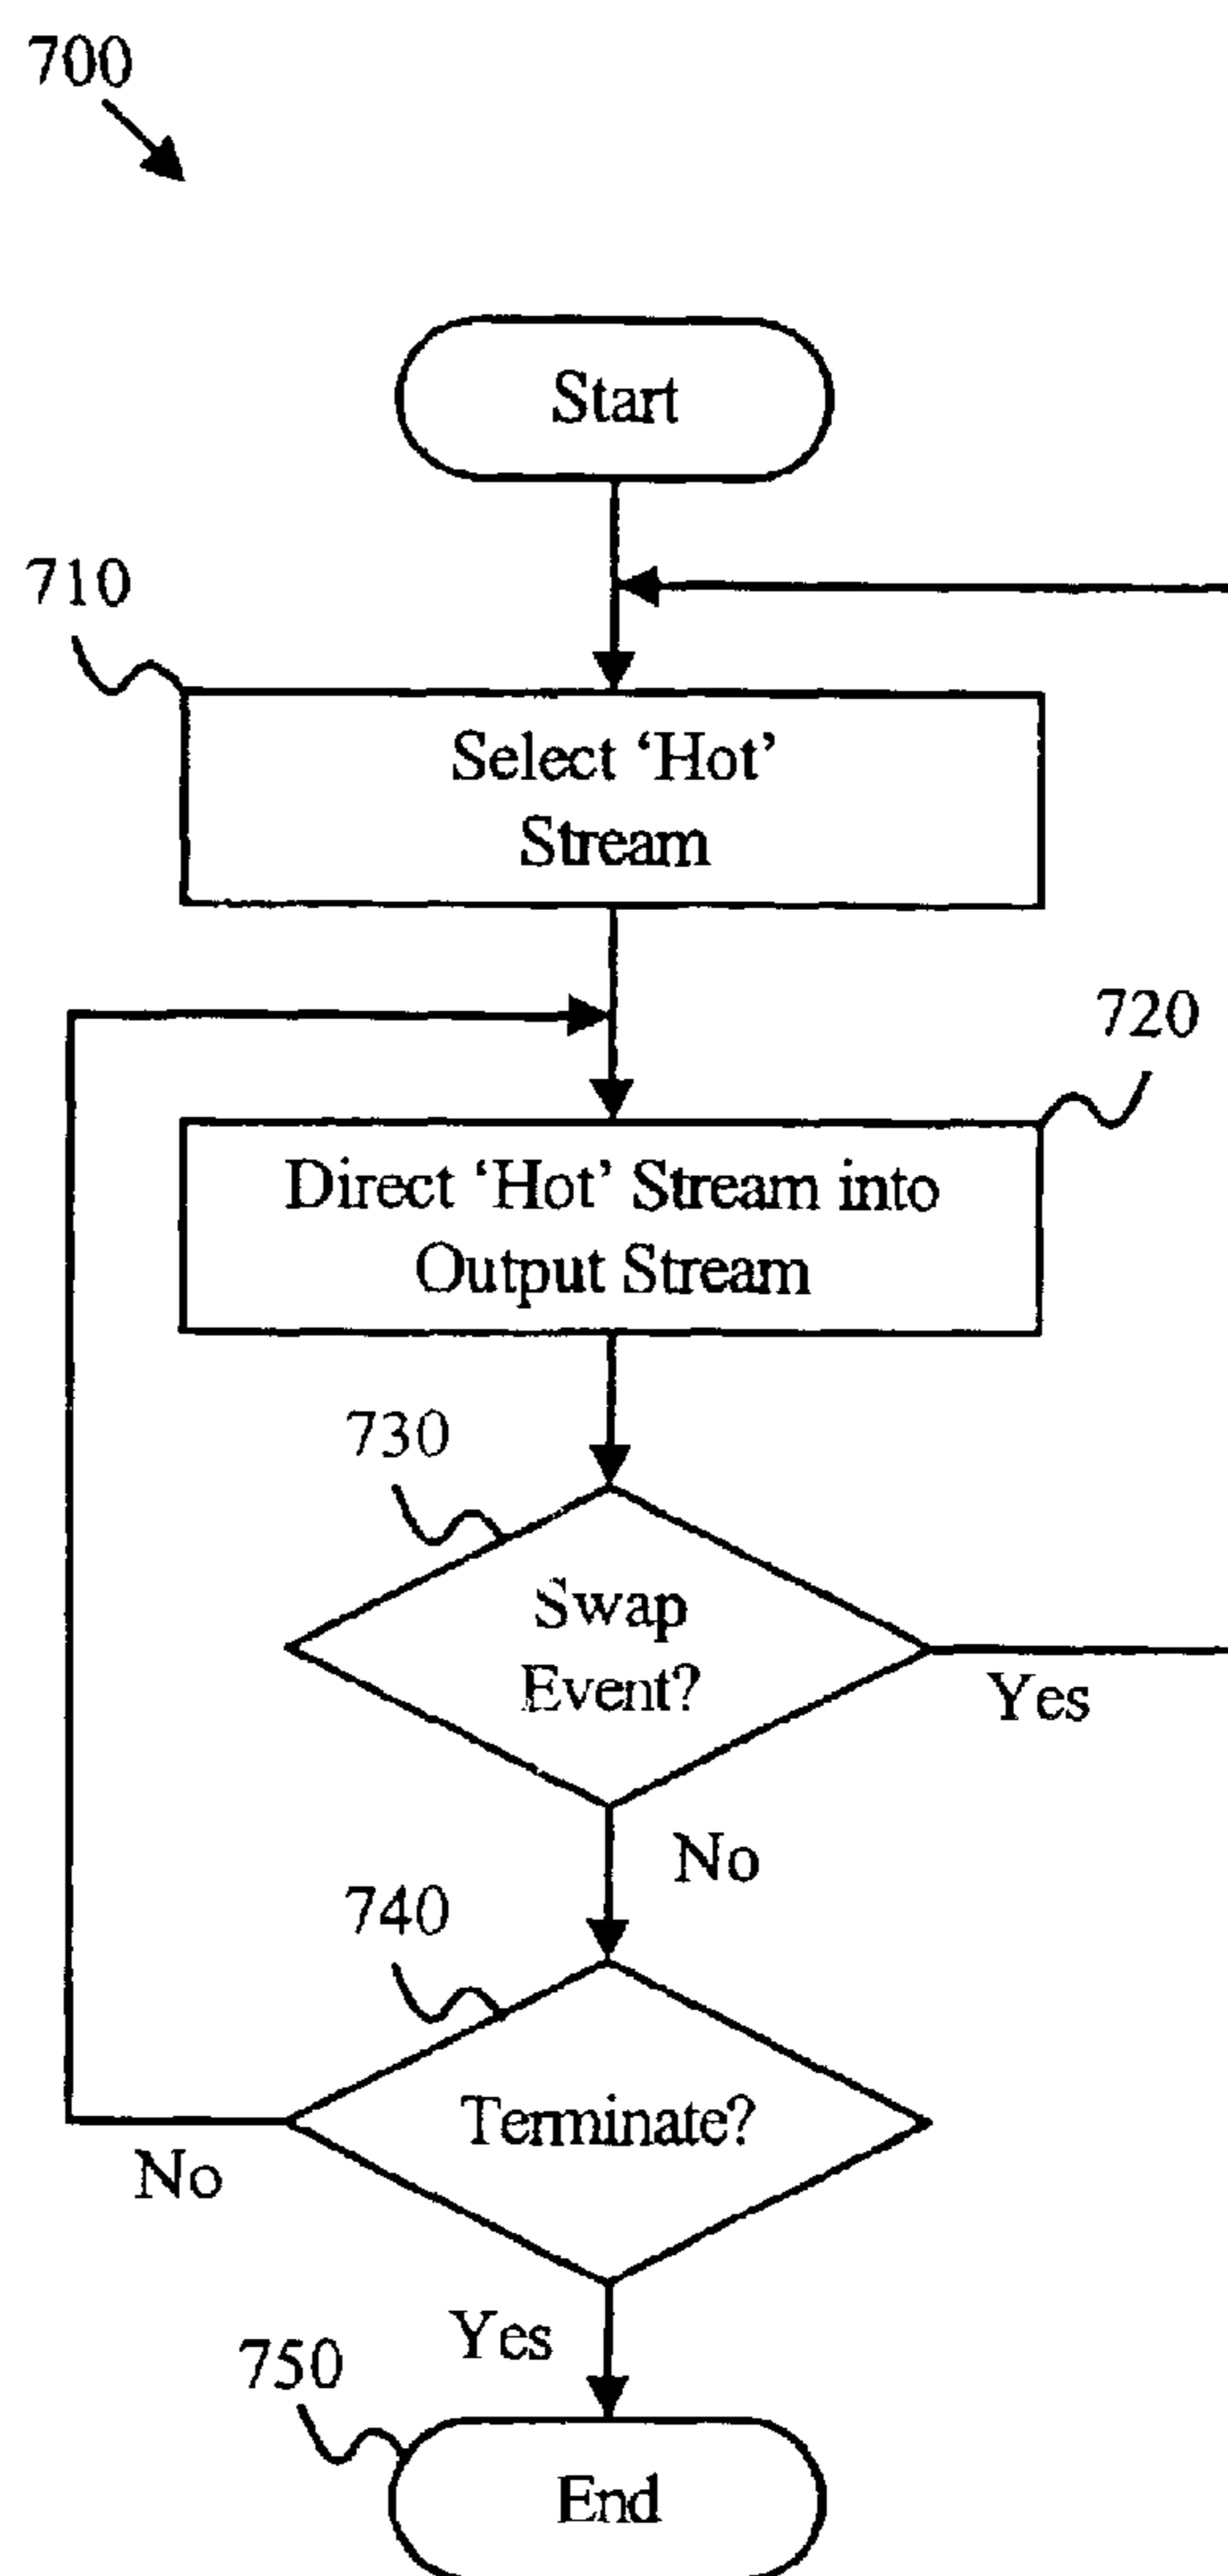 700
Start
710
Select ‘Hot’
Stream
720
Direct ‘Hot’ Stream into
Output Stream
730
Swap
Event?
Yes
No
740
Terminate?
No
Yes
750
End